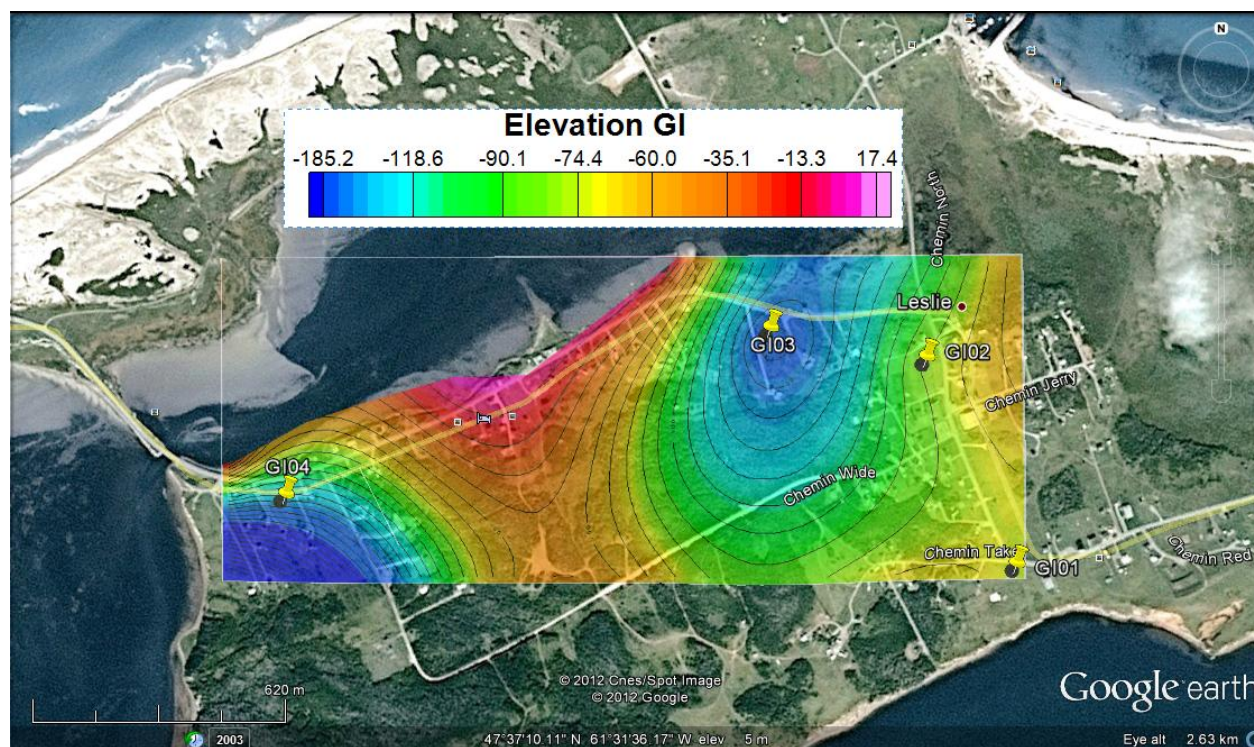 N
Elevation GI
-185.2 -118.6 -90.1 -74.4 -60.0 -35.1 -13.3 17.4
Chemin North
Leslie
GI03
GI02
Chemin Jerry
GI04
Chemin Wide
Chemin Take
GI01
Chemin Red
© 2012 Cnes/Spot Image
© 2012 Google
Google earth
620 m
2003
47°37'10.11" N 61°31'36.17" W elev 5 m
Eye alt 2.63 km